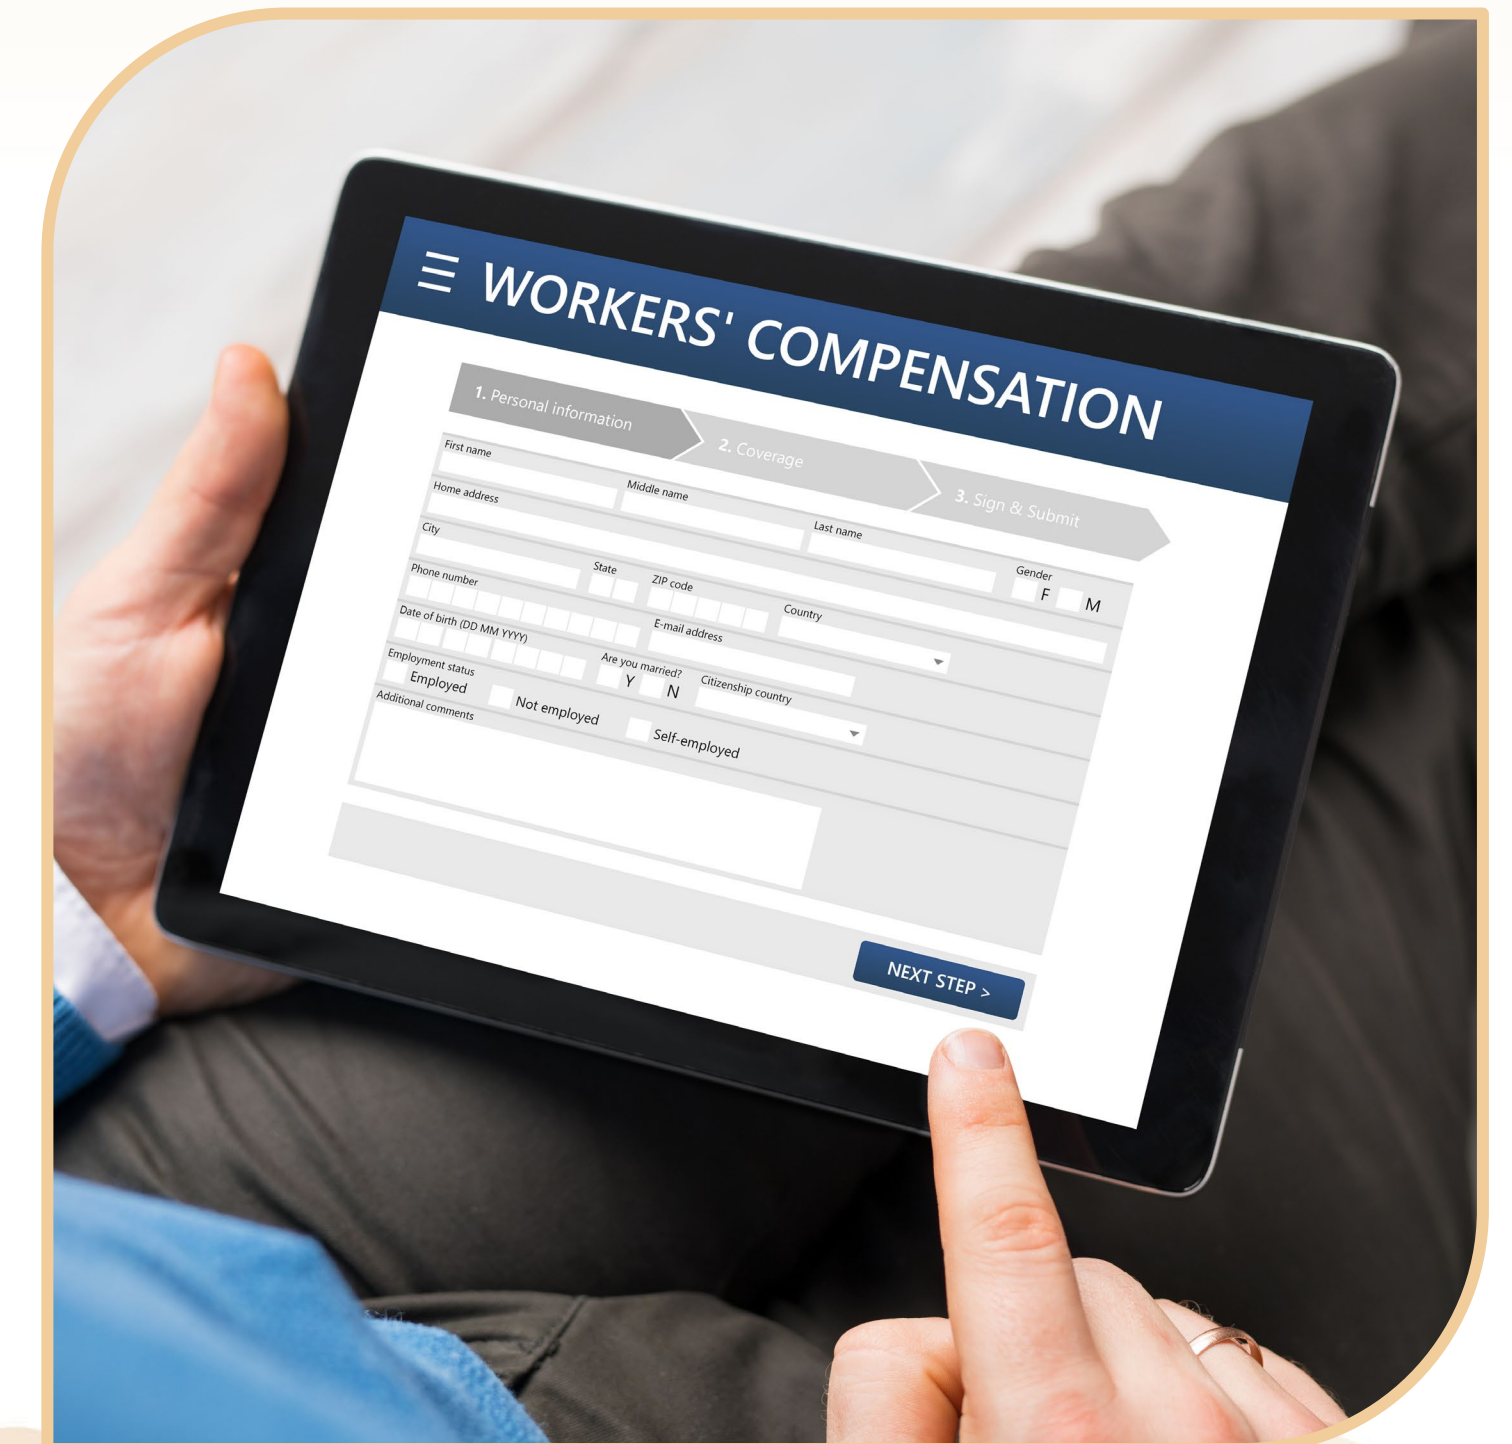 WORKERS' COMPENSATION
1. Personal information
2. Coverage
3. Sign & Submit
First name
Middle name
Last name
Gender
F
M
Home address
City
State
ZIP code
Country
Phone number
E-mail address
Date of birth (DD MM YYYY)
Are you married?
Y
N
Citizenship country
Employment status
Employed
Not employed
Self-employed
Additional comments
NEXT STEP >